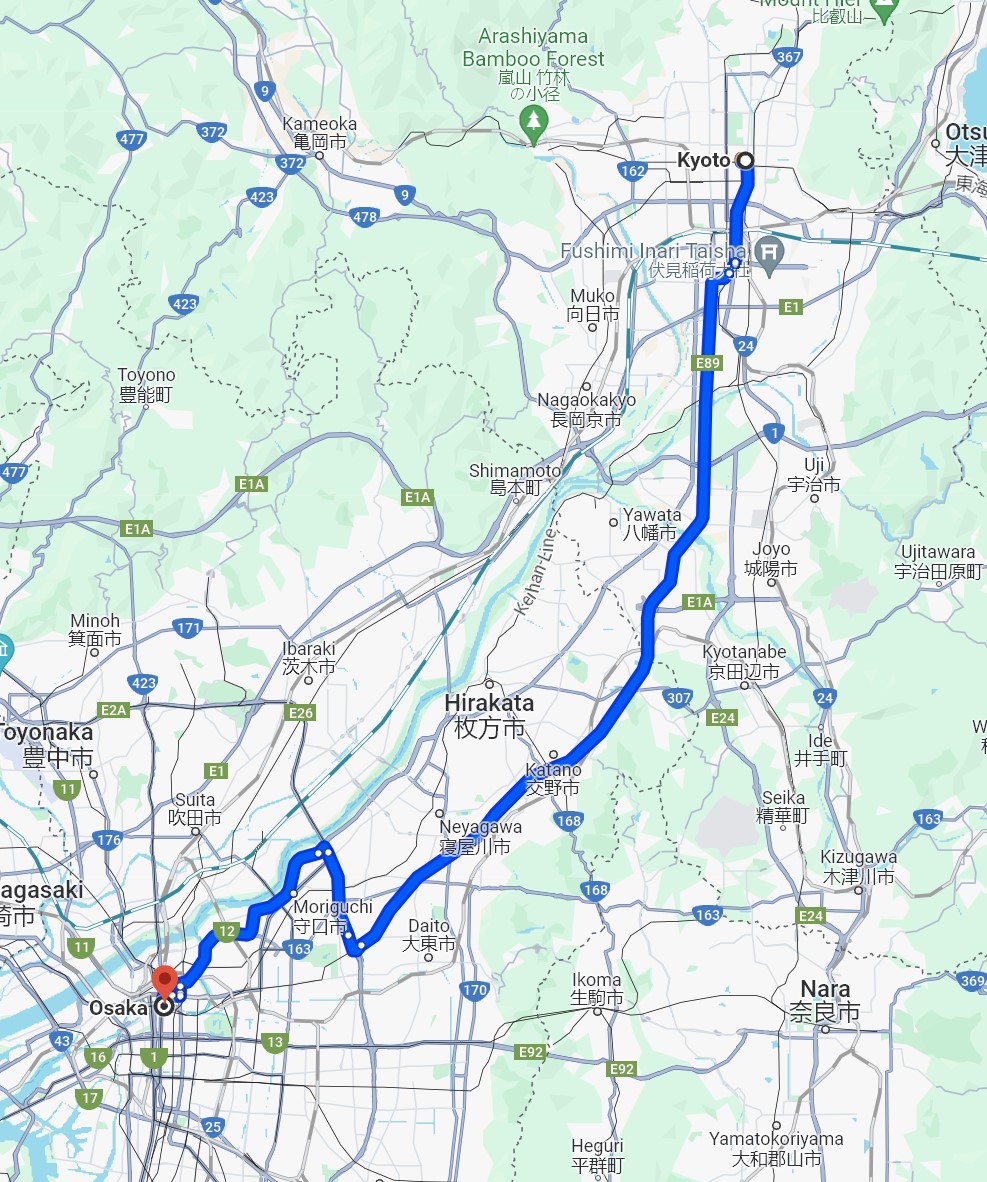 Mount Hiei
比叡山
Arashiyama
Bamboo Forest
嵐山 竹林
の小径
367
9
Kameoka
亀岡市
477
372
372
Otsu
大津
Kyoto
162
423
9
東海
478
Fushimi Inari Taisha
伏見稲荷大社
423
Muko
向日市
E1
24
E89
Toyono
豊能町
Nagaokakyo
長岡京市
1
477
Shimamoto
島本町
Uji
宇治市
E1A
E1A
E1A
Yawata
八幡市
Joyo
城陽市
Ujitawara
宇治田原町
Keihan-Line
E1A
Minoh
箕面市
171
Ibaraki
茨木市
Kyotanabe
京田辺市
423
307
24
Hirakata
枚方市
E2A
E26
E24
Toyonaka
豊中市
Ide
井手町
E1
Katano
交野市
11
Suita
吹田市
Seika
精華町
168
163
176
Neyagawa
寝屋川市
Kizugawa
木津川市
agasaki
崎市
168
Moriguchi
守口市
163
E24
12
163
Daito
大東市
11
Ikoma
生駒市
Nara
奈良市
369
170
Osaka
43
16
1
13
E92
E92
17
25
Heguri
平群町
Yamatokoriyama
大和郡山市